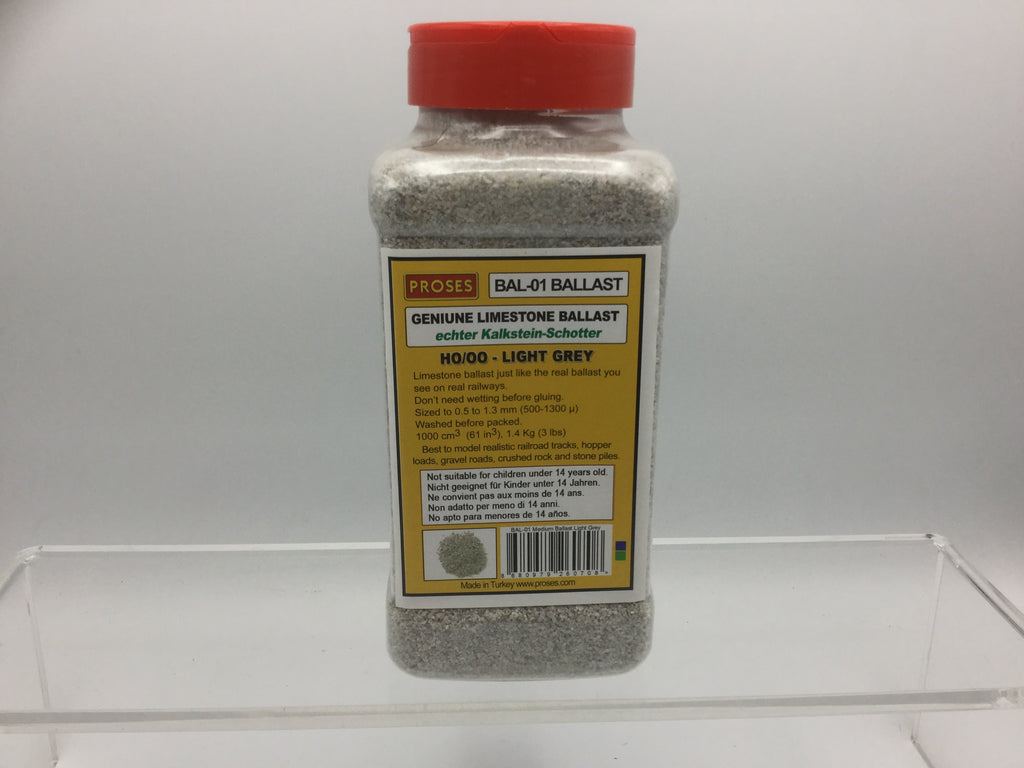 PROSES
BAL-01 BALLAST
GENIUNE LIMESTONE BALLAST
echter Kalkstein-Schotter
HO/OO - LIGHT GREY
Limestone ballast just like the real ballast you
see on real railways.
Don't need wetting before gluing.
Sized to 0.5 to 1.3 mm (500-1300 µ)
Washed before packed.
1000 cm3 (61 in3), 1.4 Kg (3 lbs)
Best to model realistic railroad tracks, hopper
loads, gravel roads, crushed rock and stone piles.
Not suitable for children under 14 years old.
Nicht geeignet für Kinder unter 14 Jahren.
Ne convient pas aux moins de 14 ans.
Non adatto per meno di 14 anni.
No apto para menores de 14 años.
BAL-01 Medium Ballast Light Grey
8 680979 260708 >
Made in Turkey www.proses.com